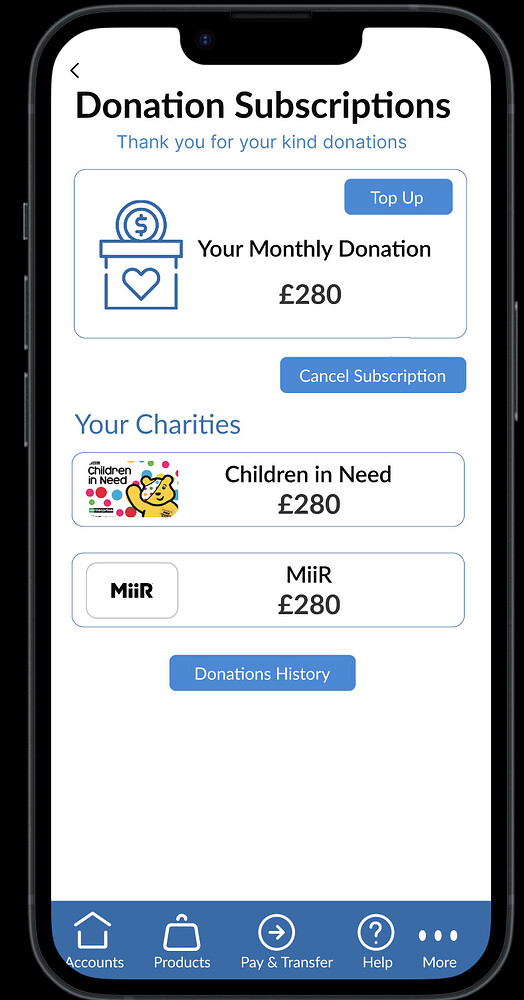 Donation Subscriptions
Thank you for your kind donations
Top Up
$
Your Monthly Donation
£280
Cancel Subscription
Your Charities
Children
in Need
Children in Need
£280
MiiR
MiiR
£280
Donations History
Accounts
Products
Pay & Transfer
Help
More